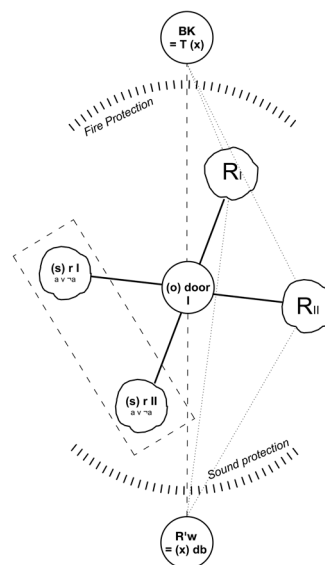 BK
= T (x)
Fire Protection
RI
(s) r I
a v ¬a
(o) door
I
RII
(s) r II
a v ¬a
Sound protection
R'w
= (x) db